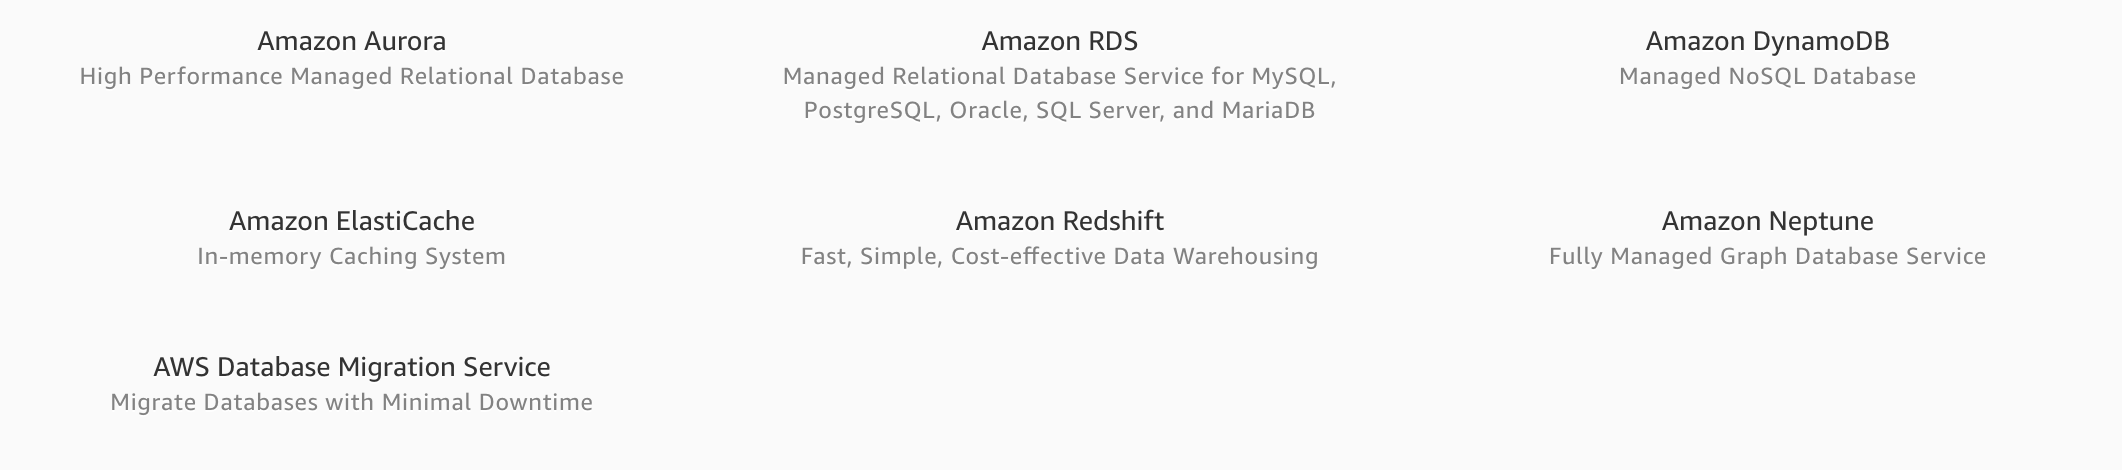 Amazon Aurora
High Performance Managed Relational Database
Amazon RDS
Managed Relational Database Service for MySQL,
PostgreSQL, Oracle, SQL Server, and MariaDB
Amazon DynamoDB
Managed NoSQL Database
Amazon ElastiCache
In-memory Caching System
Amazon Redshift
Fast, Simple, Cost-effective Data Warehousing
Amazon Neptune
Fully Managed Graph Database Service
AWS Database Migration Service
Migrate Databases with Minimal Downtime